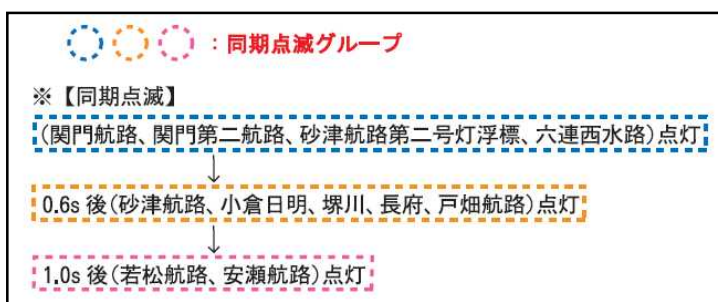 ：同期点滅グループ
※【同期点滅】
(関門航路、関門第二航路、砂津航路第二号灯浮標、六連西水路)点灯
↓
0.6s 後(砂津航路、小倉日明、堺川、長府、戸畑航路)点灯
↓
1.0s 後(若松航路、安瀬航路)点灯